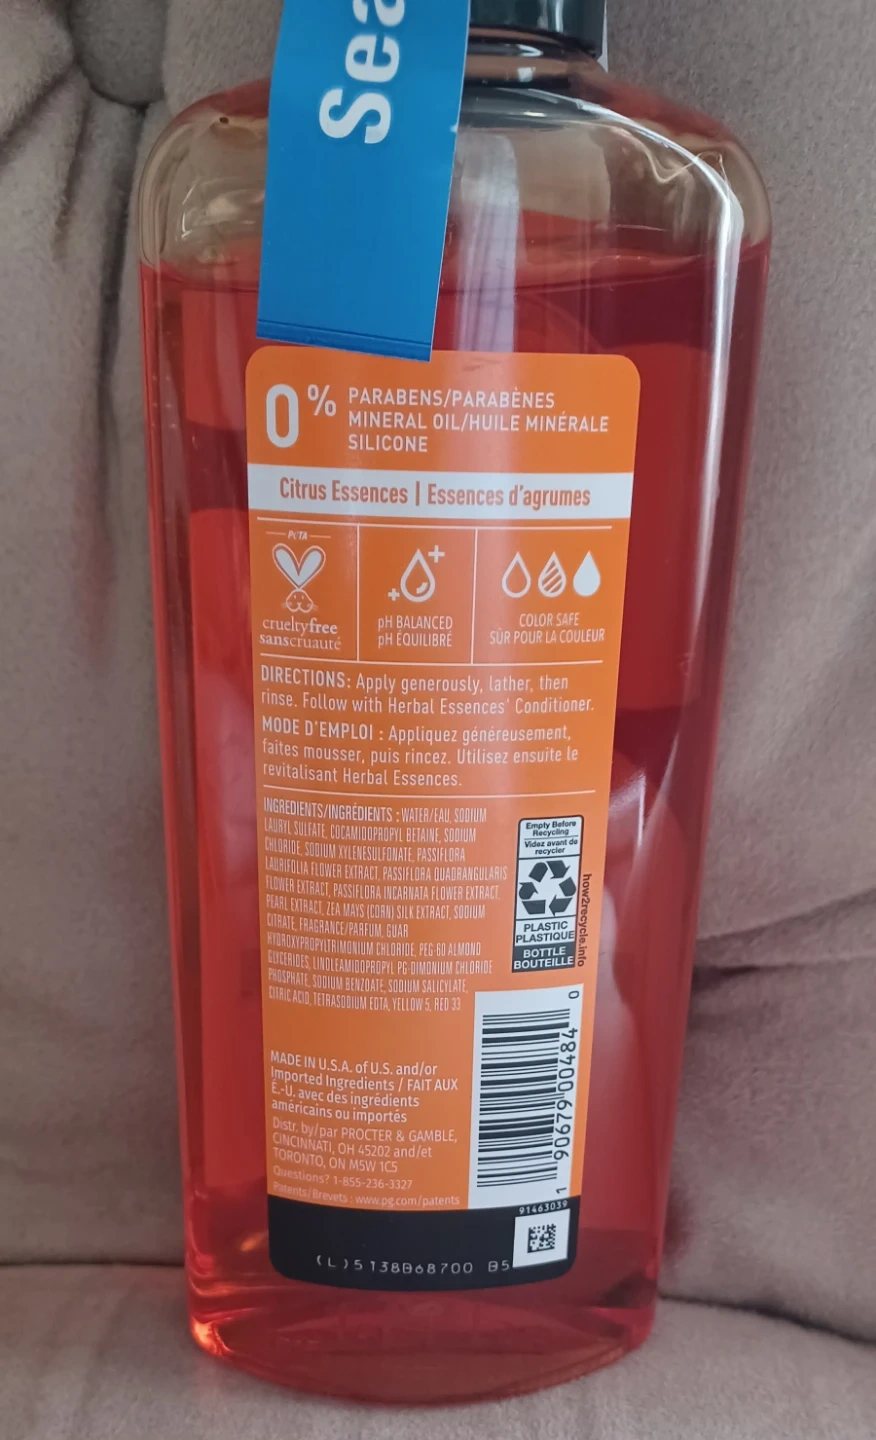 Sea
0%
PARABENS/PARABÈNES
MINERAL OIL/HUILE MINÉRALE
SILICONE
Citrus Essences | Essences d'agrumes
PETA
crueltyfree
sanscruauté
pH BALANCED
pH ÉQUILIBRÉ
COLOR SAFE
SÛR POUR LA COULEUR
DIRECTIONS: Apply generously, lather, then
rinse. Follow with Herbal Essences' Conditioner.
MODE D'EMPLOI : Appliquez généreusement,
faites mousser, puis rincez. Utilisez ensuite le
revitalisant Herbal Essences.
INGREDIENTS/INGRÉDIENTS : WATER/EAU, SODIUM
LAURYL SULFATE, COCAMIDOPROPYL BETAINE, SODIUM
CHLORIDE, SODIUM XYLENESULFONATE, PASSIFLORA
LAURIFOLIA FLOWER EXTRACT, PASSIFLORA QUADRANGULARIS
FLOWER EXTRACT, PASSIFLORA INCARNATA FLOWER EXTRACT,
PEARL EXTRACT, ZEA MAYS (CORN) SILK EXTRACT, SODIUM
CITRATE, FRAGRANCE/PARFUM, GUAR
HYDROXYPROPYLTRIMONIUM CHLORIDE, PEG-60 ALMOND
GLYCERIDES, LINOLEAMIDOPROPYL PG-DIMONIUM CHLORIDE
PHOSPHATE, SODIUM BENZOATE, SODIUM SALICYLATE,
CITRIC ACID, TETRASODIUM EDTA, YELLOW 5, RED 33
Empty Before
Recycling
Videz avant de
recycler
PLASTIC
PLASTIQUE
BOTTLE
BOUTEILLE
how2recycle.info
MADE IN U.S.A. of U.S. and/or
Imported Ingredients / FAIT AUX
É.-U. avec des ingrédients
américains ou importés
Distr. by/par PROCTER & GAMBLE,
CINCINNATI, OH 45202 and/et
TORONTO, ON M5W 1C5
Questions? 1-855-236-3327
Patents/Brevets : www.pg.com/patents
1 90679 00484 0
91463039
(L)5138B68700 B5